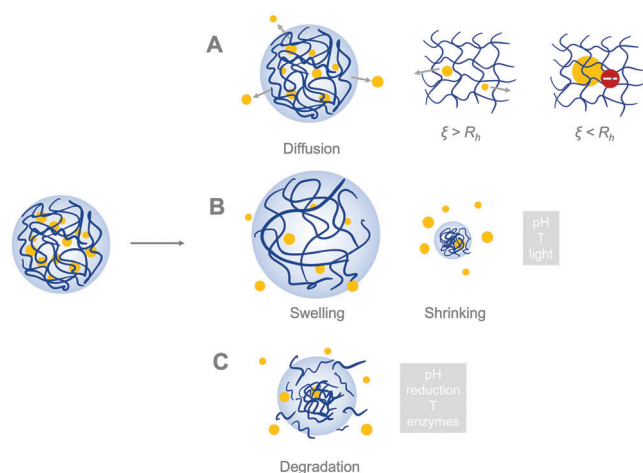 A
Diffusion
ξ > Rh
ξ < Rh
B
Swelling
Shrinking
pH
T
light
C
Degradation
pH
reduction
T
enzymes